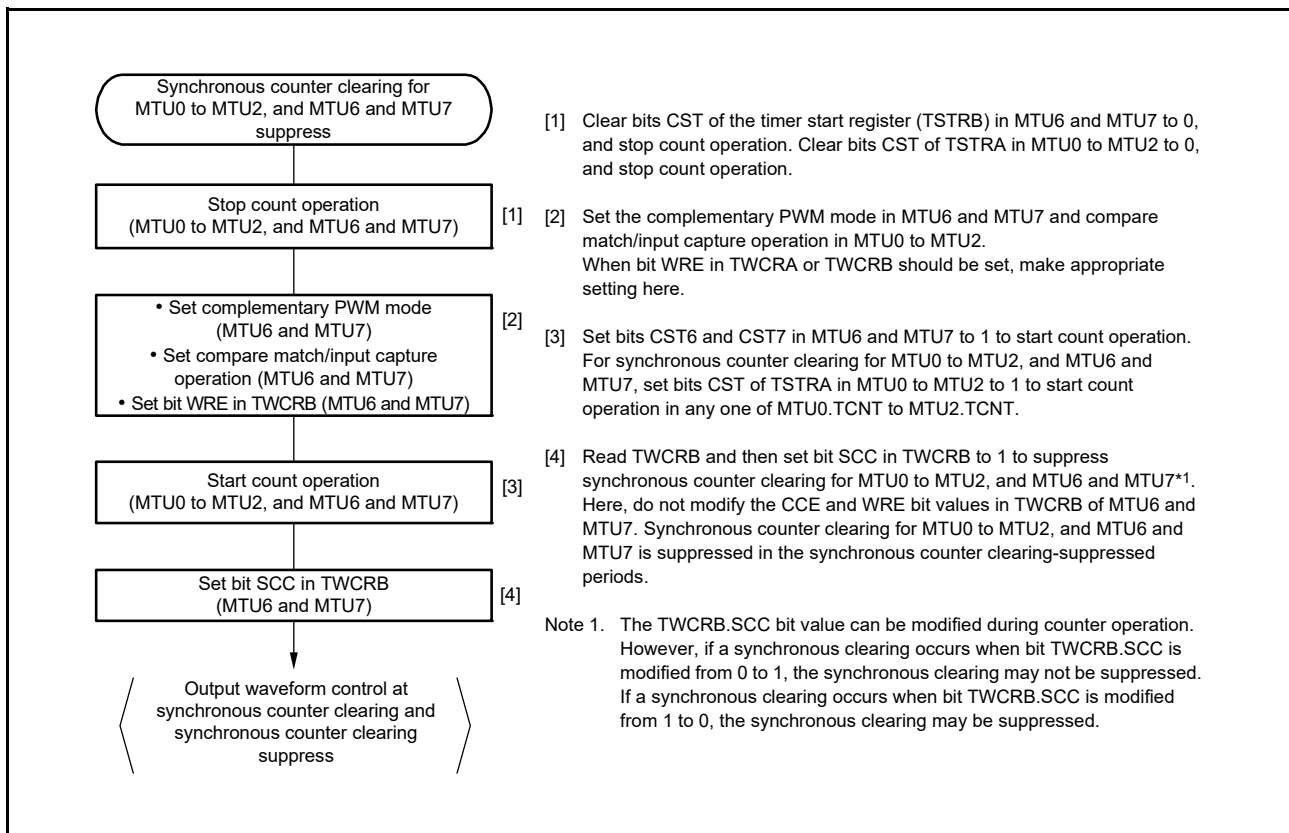 Synchronous counter clearing for
MTU0 to MTU2, and MTU6 and MTU7
suppress
Stop count operation
(MTU0 to MTU2, and MTU6 and MTU7)
[1]
• Set complementary PWM mode
(MTU6 and MTU7)
• Set compare match/input capture
operation (MTU6 and MTU7)
• Set bit WRE in TWCRB (MTU6 and MTU7)
[2]
Start count operation
(MTU0 to MTU2, and MTU6 and MTU7)
[3]
Set bit SCC in TWCRB
(MTU6 and MTU7)
[4]
Output waveform control at
synchronous counter clearing and
synchronous counter clearing
suppress
[1] Clear bits CST of the timer start register (TSTRB) in MTU6 and MTU7 to 0,
and stop count operation. Clear bits CST of TSTRA in MTU0 to MTU2 to 0,
and stop count operation.
[2] Set the complementary PWM mode in MTU6 and MTU7 and compare
match/input capture operation in MTU0 to MTU2.
When bit WRE in TWCRA or TWCRB should be set, make appropriate
setting here.
[3] Set bits CST6 and CST7 in MTU6 and MTU7 to 1 to start count operation.
For synchronous counter clearing for MTU0 to MTU2, and MTU6 and
MTU7, set bits CST of TSTRA in MTU0 to MTU2 to 1 to start count
operation in any one of MTU0.TCNT to MTU2.TCNT.
[4] Read TWCRB and then set bit SCC in TWCRB to 1 to suppress
synchronous counter clearing for MTU0 to MTU2, and MTU6 and MTU7*1.
Here, do not modify the CCE and WRE bit values in TWCRB of MTU6 and
MTU7. Synchronous counter clearing for MTU0 to MTU2, and MTU6 and
MTU7 is suppressed in the synchronous counter clearing-suppressed
periods.
Note 1. The TWCRB.SCC bit value can be modified during counter operation.
However, if a synchronous clearing occurs when bit TWCRB.SCC is
modified from 0 to 1, the synchronous clearing may not be suppressed.
If a synchronous clearing occurs when bit TWCRB.SCC is modified
from 1 to 0, the synchronous clearing may be suppressed.